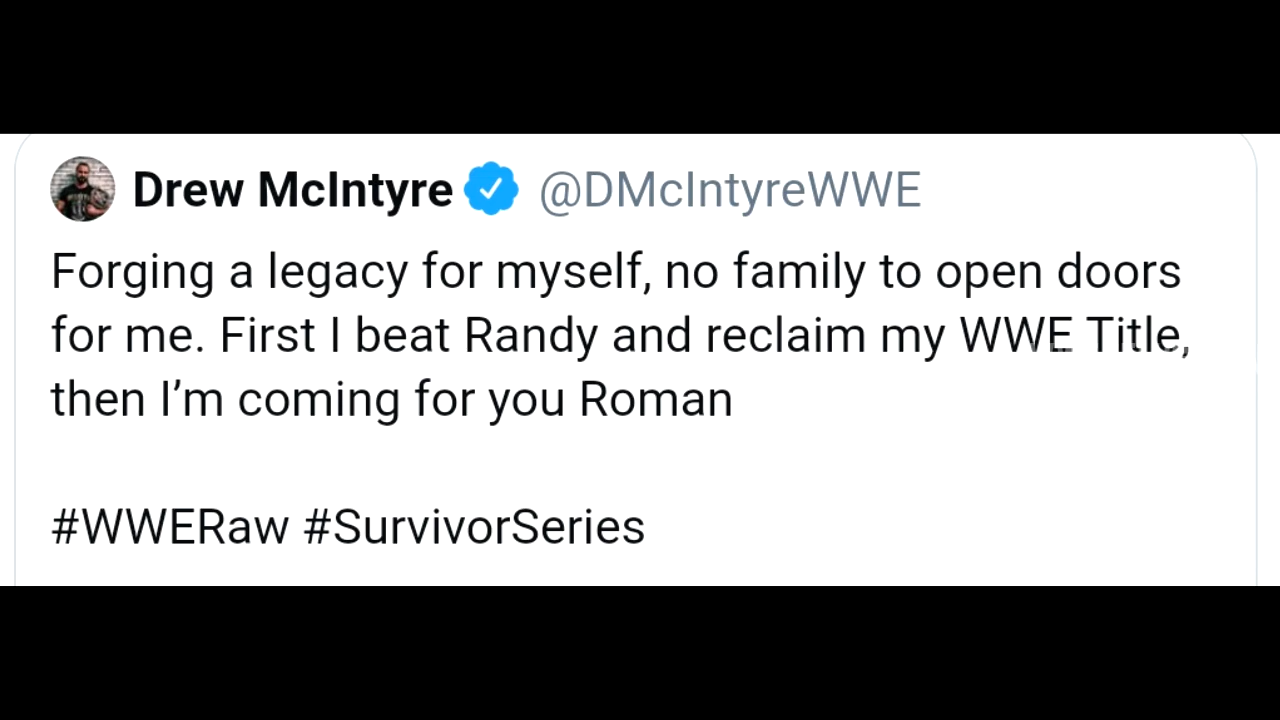 Drew McIntyre @DMcIntyreWWE
Forging a legacy for myself, no family to open doors
for me. First I beat Randy and reclaim my WWE Title,
then I’m coming for you Roman
#WWERaw #SurvivorSeries